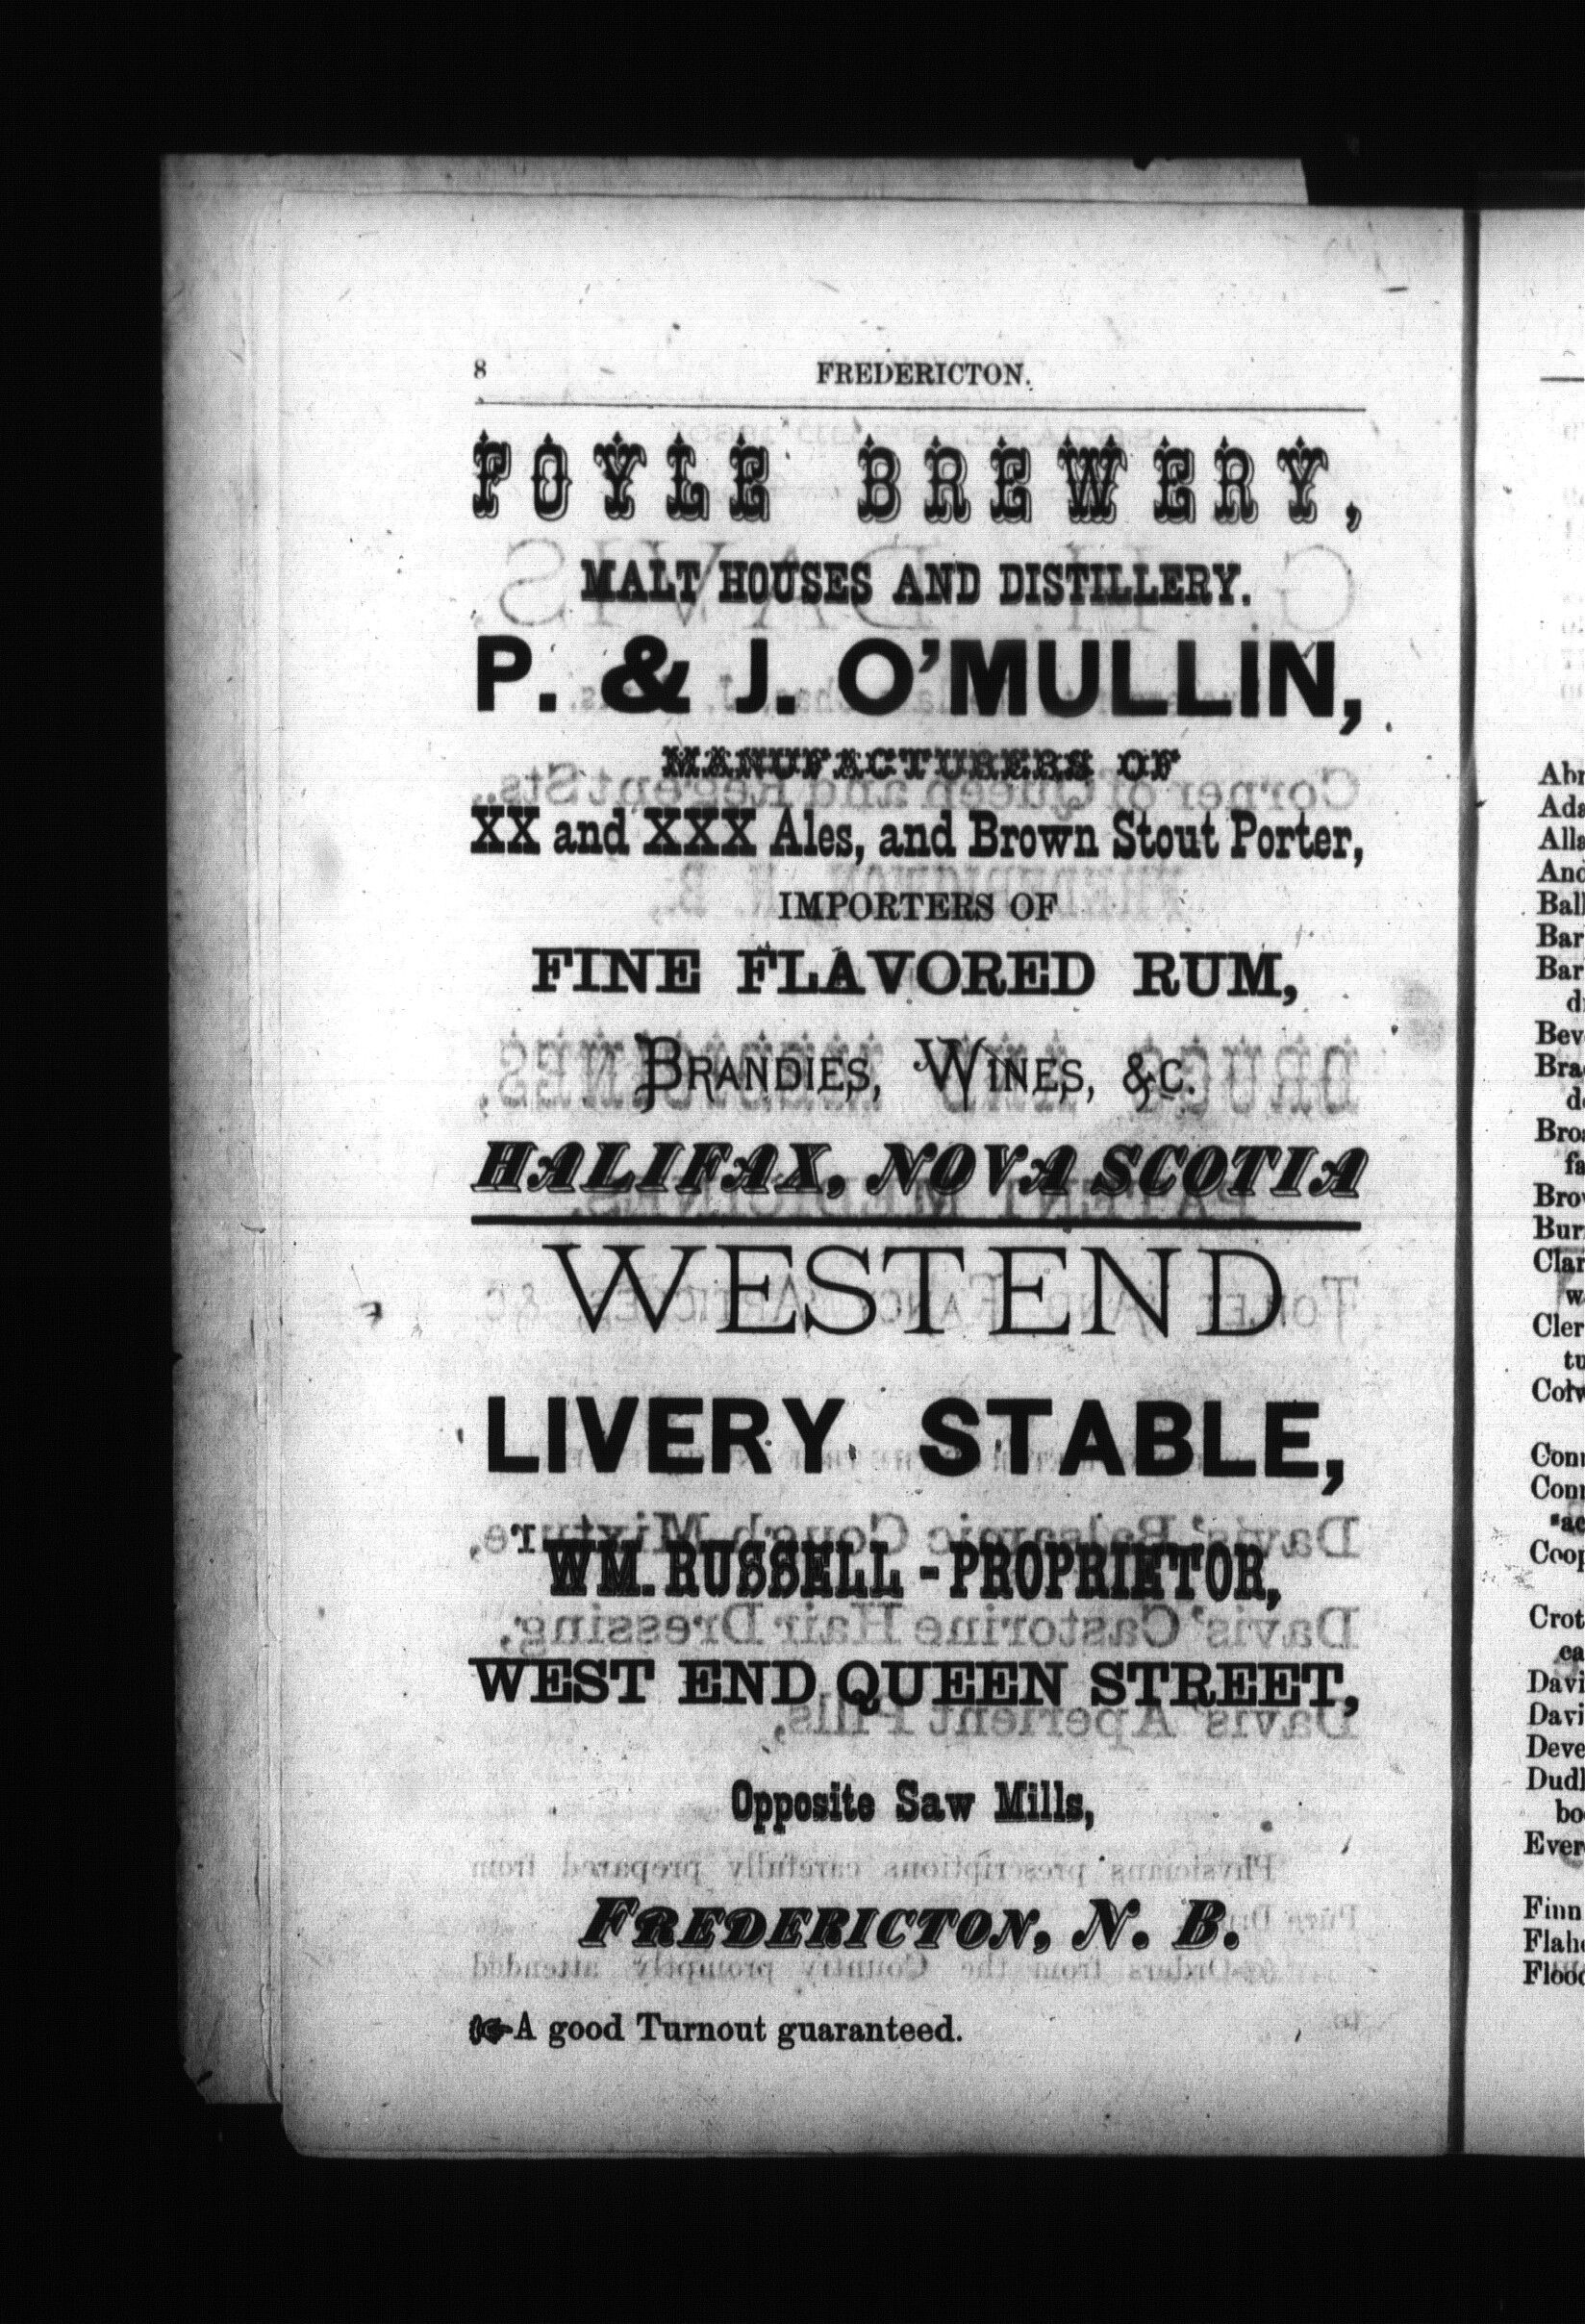 8 FREDERICTON.
FOYLE BREWERY,
MALT HOUSES AND DISTILLERY.
P. & J. O'MULLIN,
MANUFACTURERS OF
XX and XXX Ales, and Brown Stout Porter,
IMPORTERS OF
FINE FLAVORED RUM,
BRANDIES, WINES, &C.
HALIFAX, NOVA SCOTIA
WEST END
LIVERY STABLE,
WM. RUSSELL - PROPRIETOR,
WEST END QUEEN STREET,
Opposite Saw Mills,
FREDERICTON, N. B.
☞A good Turnout guaranteed.